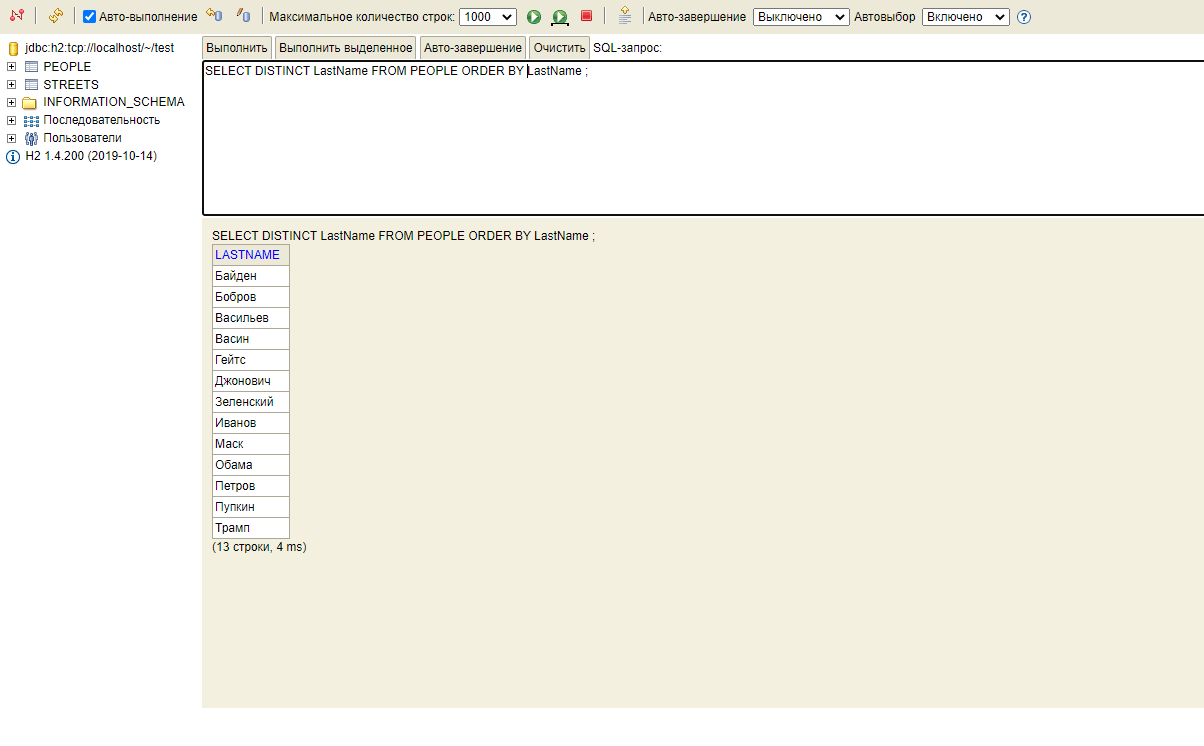 Авто-выполнение Максимальное количество строк: 1000 Авто-завершение Выключено Автовыбор Включено
jdbc:h2:tcp://localhost/~/test
PEOPLE
STREETS
INFORMATION_SCHEMA
Последовательность
Пользователи
H2 1.4.200 (2019-10-14)
Выполнить Выполнить выделенное Авто-завершение Очистить SQL-запрос:
SELECT DISTINCT LastName FROM PEOPLE ORDER BY LastName ;
SELECT DISTINCT LastName FROM PEOPLE ORDER BY LastName ;
LASTNAME
Байден
Бобров
Васильев
Васин
Гейтс
Джонович
Зеленский
Иванов
Маск
Обама
Петров
Пупкин
Трамп
(13 строки, 4 ms)